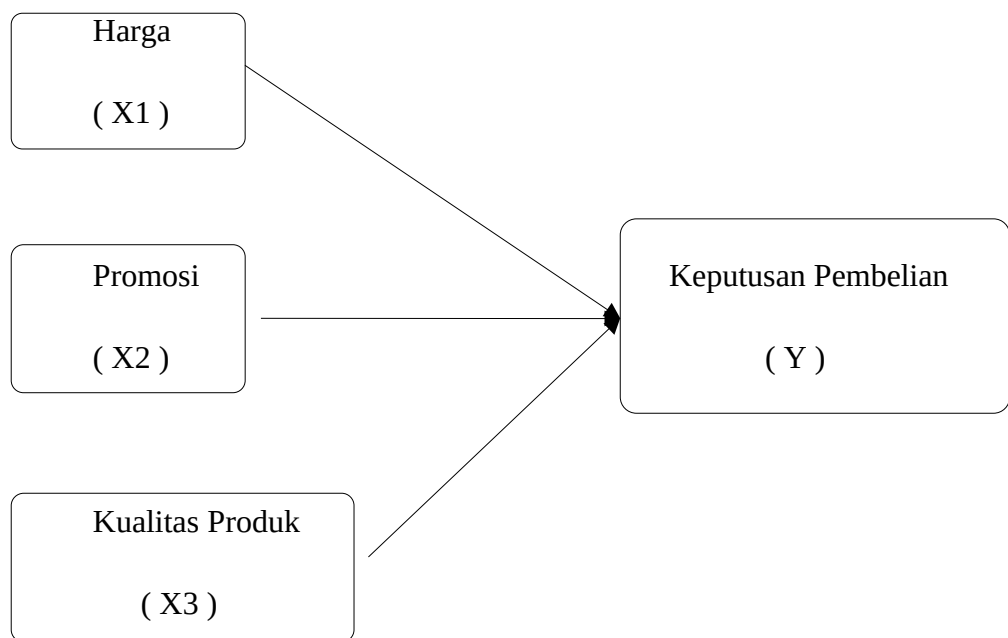 Harga
( X1 )
Promosi
( X2 )
Keputusan Pembelian
( Y )
Kualitas Produk
( X3 )